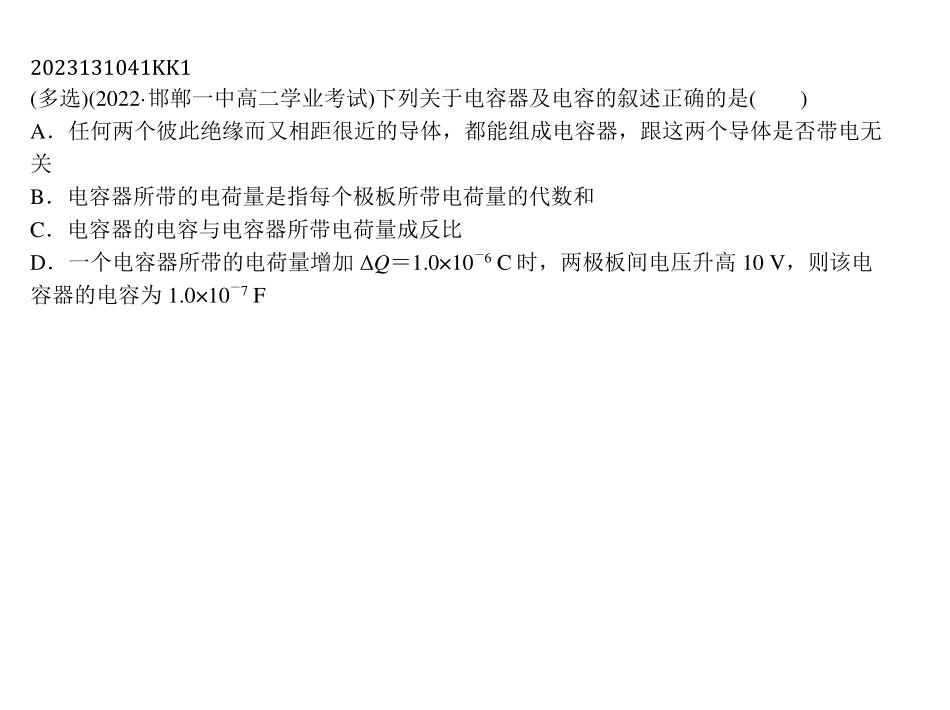 2023131041KK1
(多选)(2022·邯郸一中高二学业考试)下列关于电容器及电容的叙述正确的是(　　)
A．任何两个彼此绝缘而又相距很近的导体，都能组成电容器，跟这两个导体是否带电无
关
B．电容器所带的电荷量是指每个极板所带电荷量的代数和
C．电容器的电容与电容器所带电荷量成反比
D．一个电容器所带的电荷量增加 ΔQ＝1.0×10⁻⁶ C 时，两极板间电压升高 10 V，则该电
容器的电容为 1.0×10⁻⁷ F